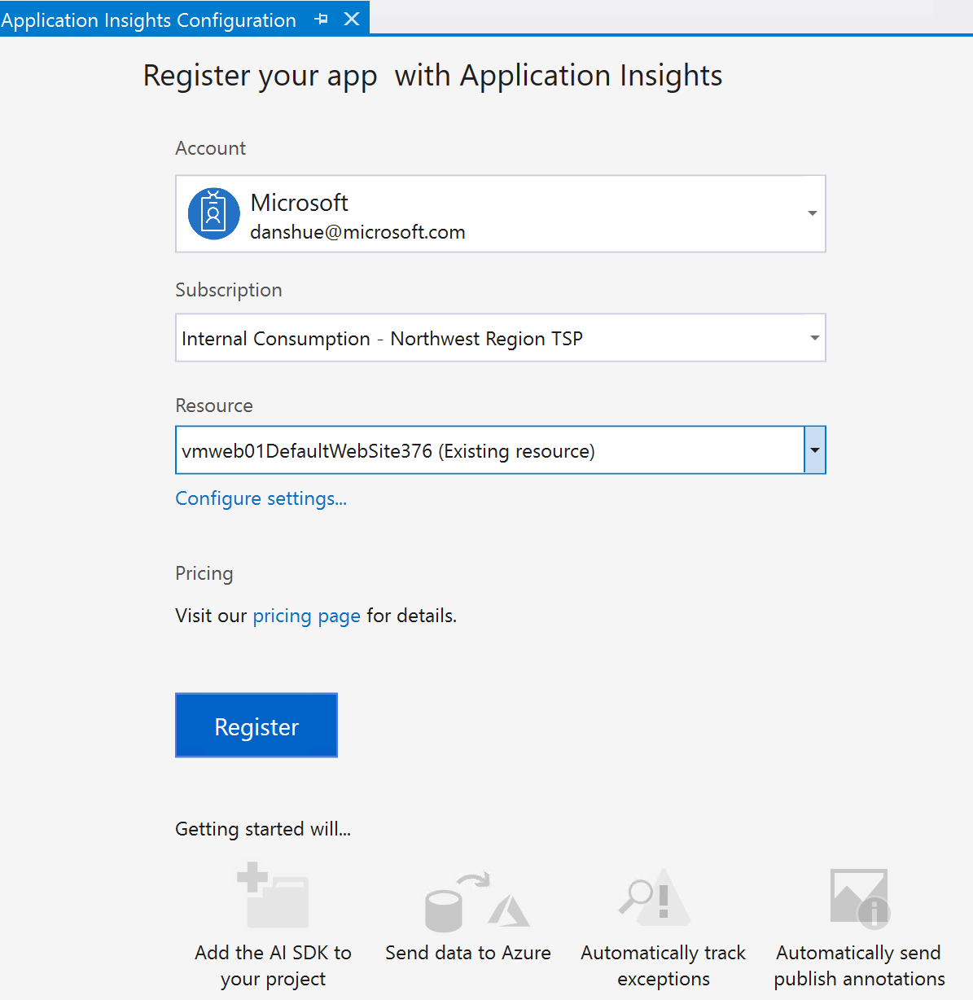 Application Insights Configuration
Register your app  with Application Insights
Account
Microsoft
danshue@microsoft.com
Subscription
Internal Consumption - Northwest Region TSP
Resource
vmweb01DefaultWebSite376 (Existing resource)
Configure settings...
Pricing
Visit our pricing page for details.
Register
Getting started will...
Add the AI SDK to
your project
Send data to Azure
Automatically track
exceptions
Automatically send
publish annotations